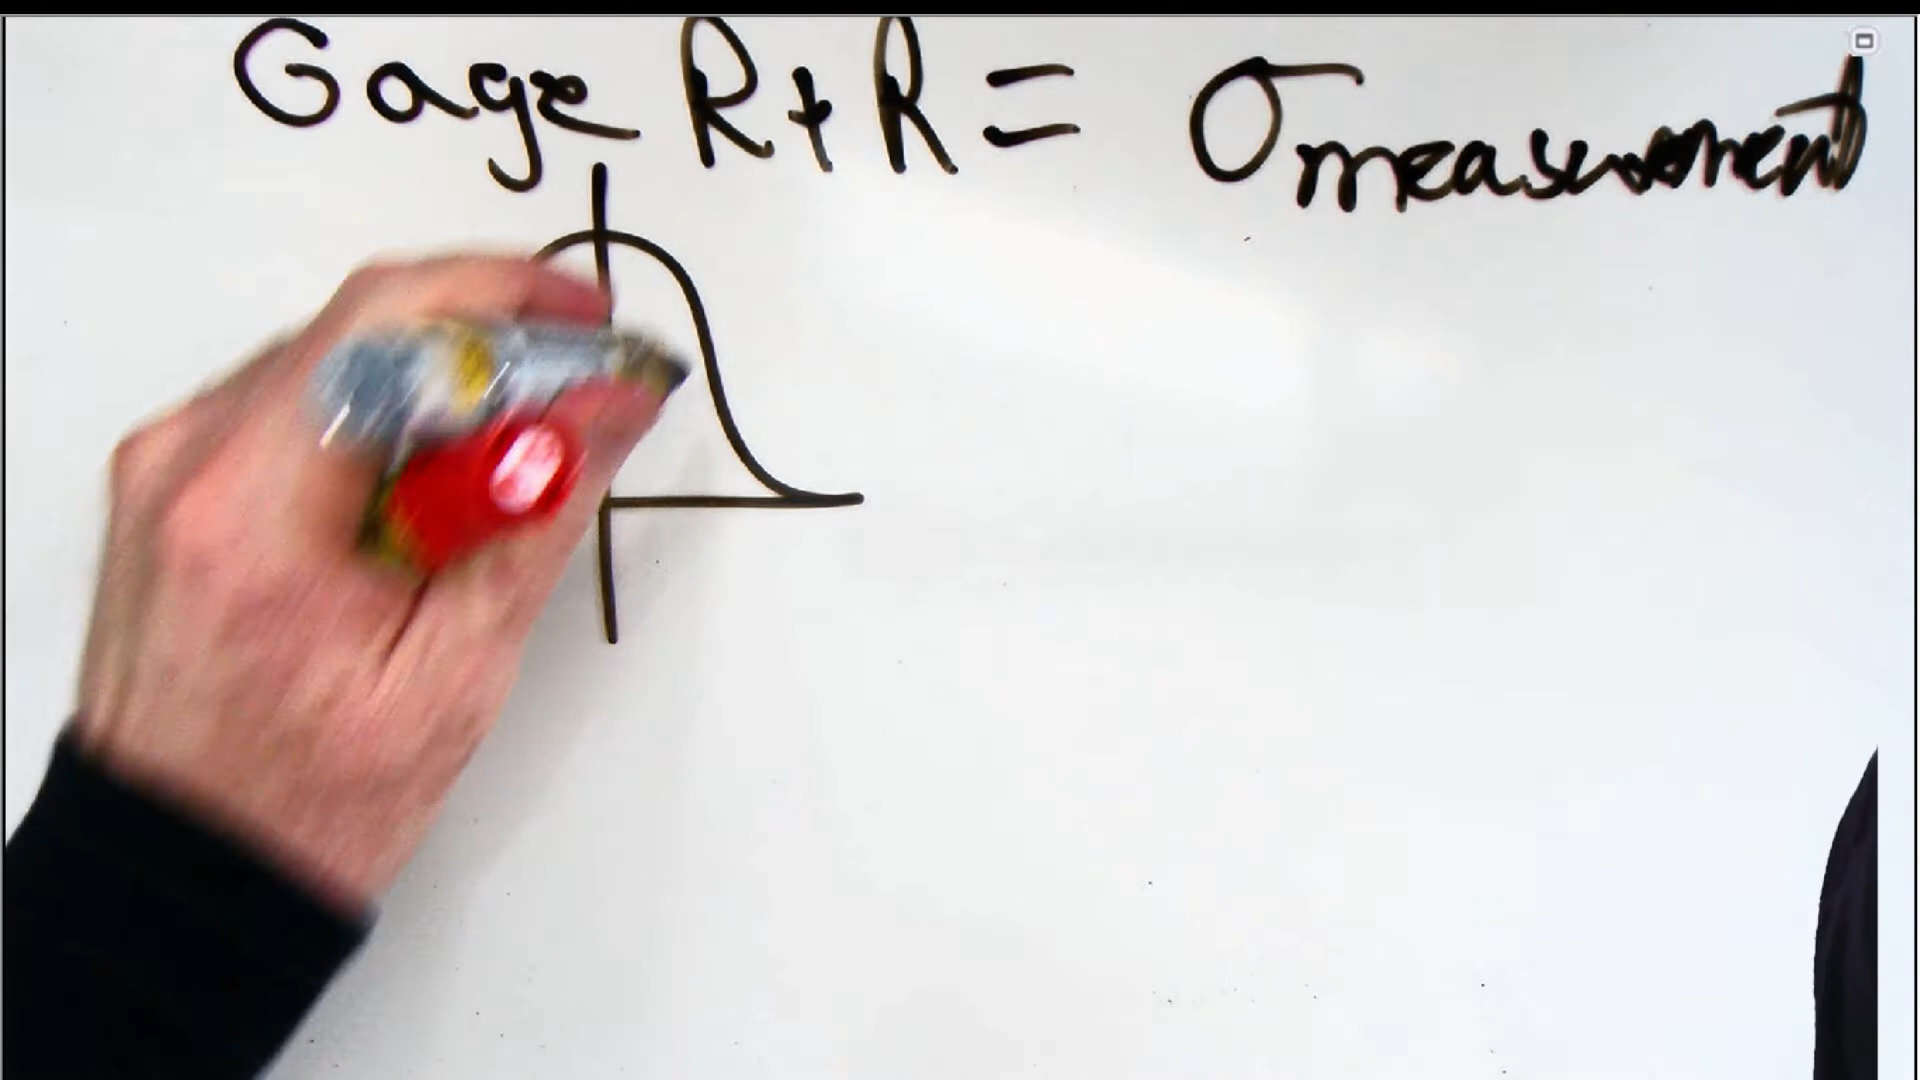 Gage R+R = σmeasurement